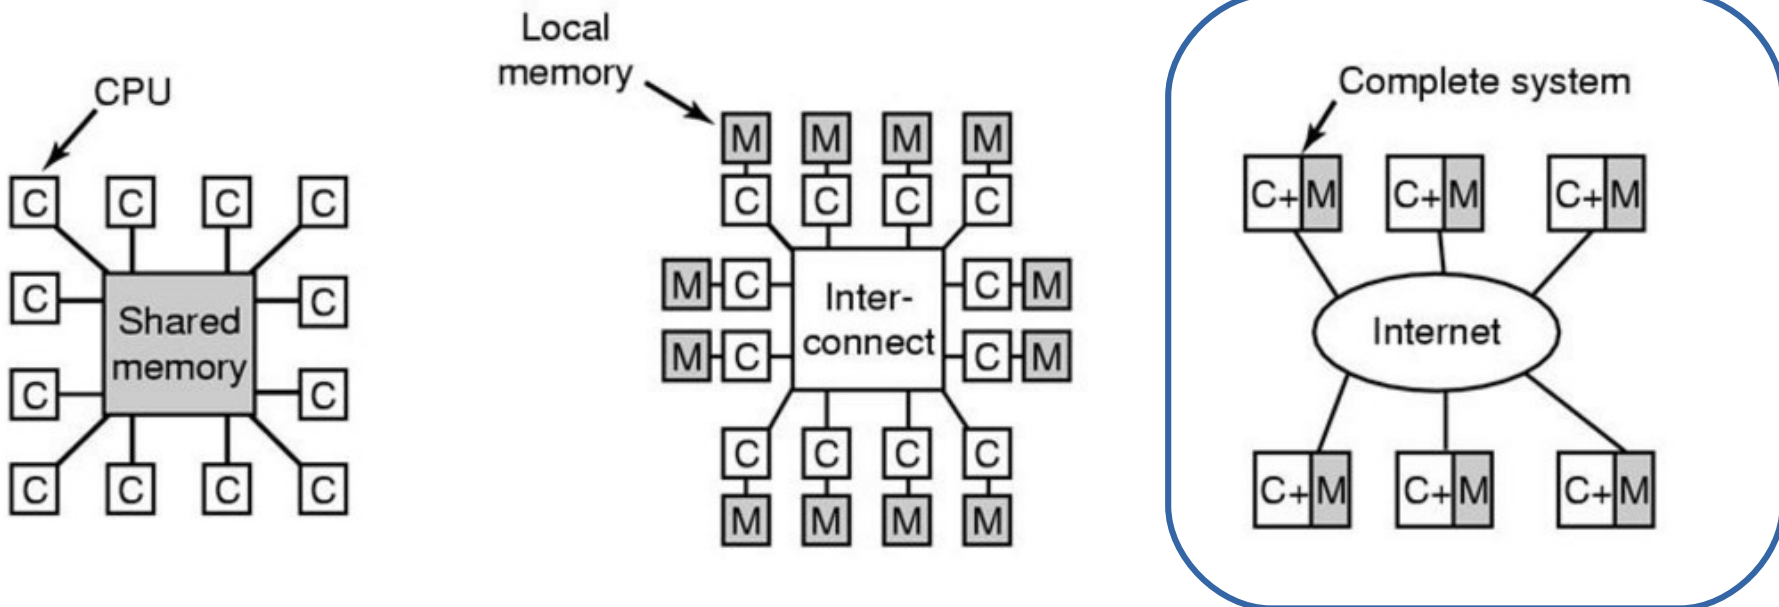 CPU
C C C C
C
C
Shared
memory
C
C
C C C C
Local
memory
M M M M
C C C C
M C
C M
Inter-
connect
M C
C M
C C C C
M M M M
Complete system
C+ M
C+ M
C+ M
Internet
C+ M
C+ M
C+ M